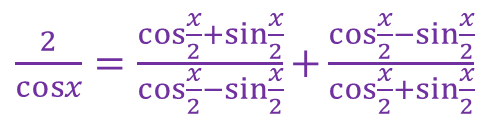 2/cosx = (cos x/2 + sin x/2)/(cos x/2 − sin x/2) + (cos x/2 − sin x/2)/(cos x/2 + sin x/2)